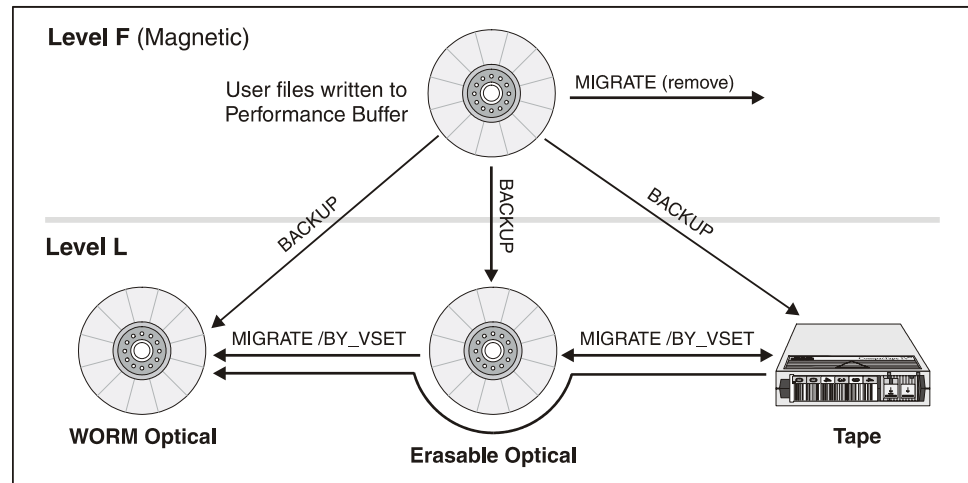 Level F (Magnetic)
User files written to
Performance Buffer
MIGRATE (remove)
BACKUP
BACKUP
BACKUP
Level L
MIGRATE /BY_VSET
MIGRATE /BY_VSET
WORM Optical
Erasable Optical
Tape